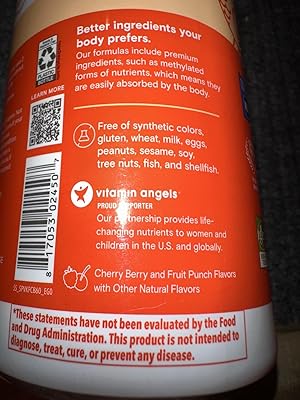 Better ingredients your
body prefers.
Our formulas include premium
ingredients, such as methylated
forms of nutrients, which means they
are easily absorbed by the body.
LEARN MORE
Free of synthetic colors,
gluten, wheat, milk, eggs,
peanuts, sesame, soy,
tree nuts, fish, and shellfish.
vitamin angels
PROUD SUPPORTER
Our partnership provides life-
changing nutrients to women and
children in the U.S. and globally.
8 17053 02450 7
Cherry Berry and Fruit Punch Flavors
with Other Natural Flavors
*These statements have not been evaluated by the Food
and Drug Administration. This product is not intended to
diagnose, treat, cure, or prevent any disease.